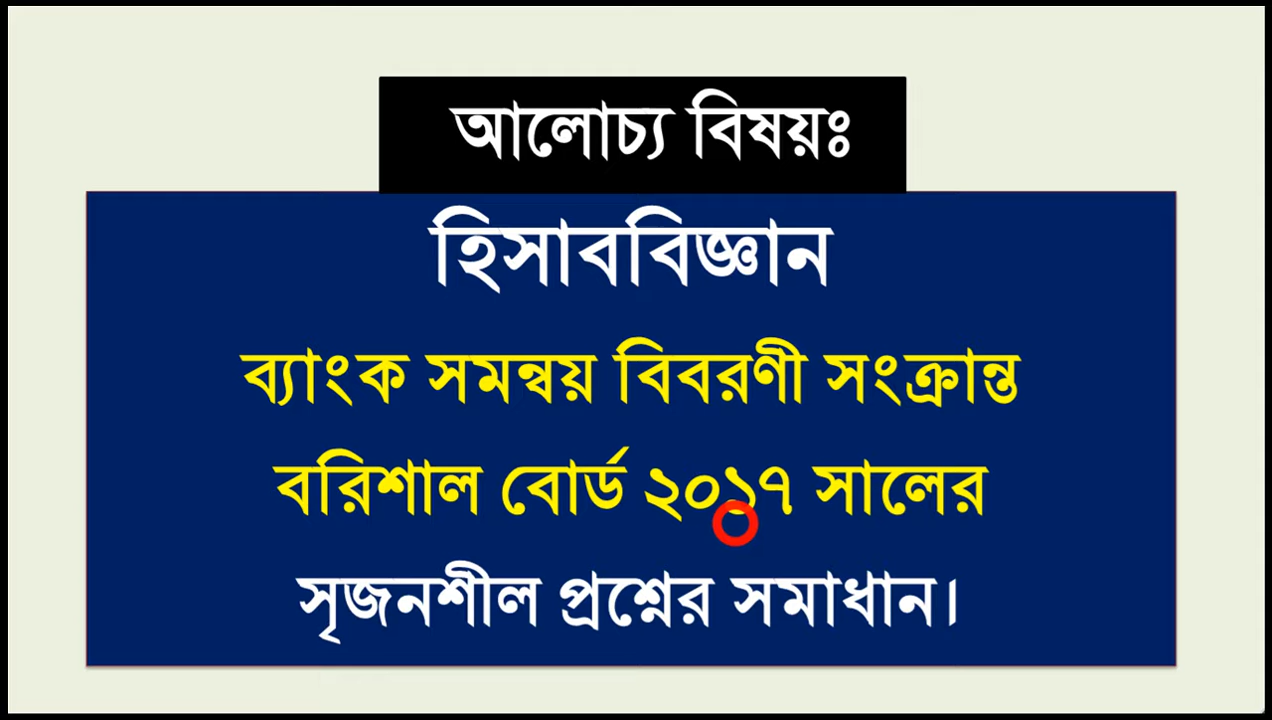 আলোচ্য বিষয়ঃ
হিসাববিজ্ঞান
ব্যাংক সমন্বয় বিবরণী সংক্রান্ত
বরিশাল বোর্ড ২০১৭ সালের
সৃজনশীল প্রশ্নের সমাধান।